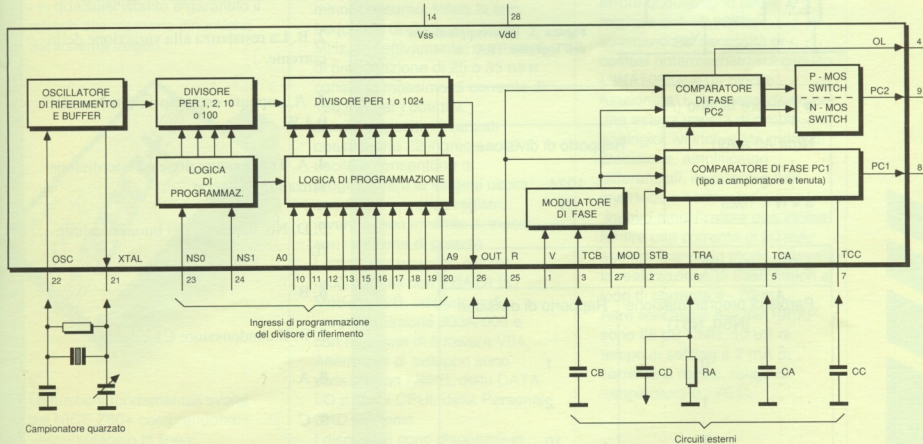 14
28
Vss
Vdd
OSCILLATORE
DI RIFERIMENTO
E BUFFER
DIVISORE
PER 1, 2, 10
o 100
DIVISORE PER 1 o 1024
LOGICA
DI
PROGRAMMAZ.
LOGICA DI PROGRAMMAZIONE
MODULATORE
DI FASE
COMPARATORE
DI FASE
PC2
P - MOS
SWITCH
N - MOS
SWITCH
COMPARATORE DI FASE PC1
(tipo a campionatore e tenuta)
OL
4
PC2
9
PC1
8
OSC
XTAL
NS0
NS1
A0
A9
OUT
R
V
TCB
MOD
STB
TRA
TCA
TCC
22
21
23
24
10
11
12
13
15
16
17
18
19
20
26
25
1
3
27
2
6
5
7
Ingressi di programmazione
del divisore di riferimento
CB
CD
RA
CA
CC
Campionatore quarzato
Circuiti esterni